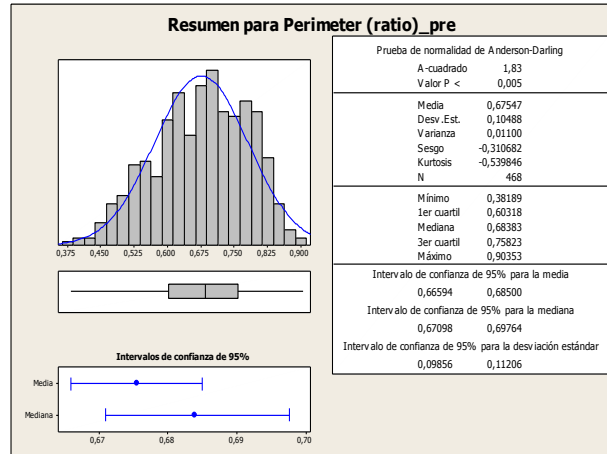 Resumen para Perimeter (ratio)_pre
0,375 0,450 0,525 0,600 0,675 0,750 0,825 0,900
Intervalos de confianza de 95%
Media
Mediana
0,67 0,68 0,69 0,70
Prueba de normalidad de Anderson-Darling
A-cuadrado 1,83
Valor P < 0,005
Media 0,67547
Desv.Est. 0,10488
Varianza 0,01100
Sesgo -0,310682
Kurtosis -0,539846
N 468
Mínimo 0,38189
1er cuartil 0,60318
Mediana 0,68383
3er cuartil 0,75823
Máximo 0,90353
Intervalo de confianza de 95% para la media
0,66594 0,68500
Intervalo de confianza de 95% para la mediana
0,67098 0,69764
Intervalo de confianza de 95% para la desviación estándar
0,09856 0,11206